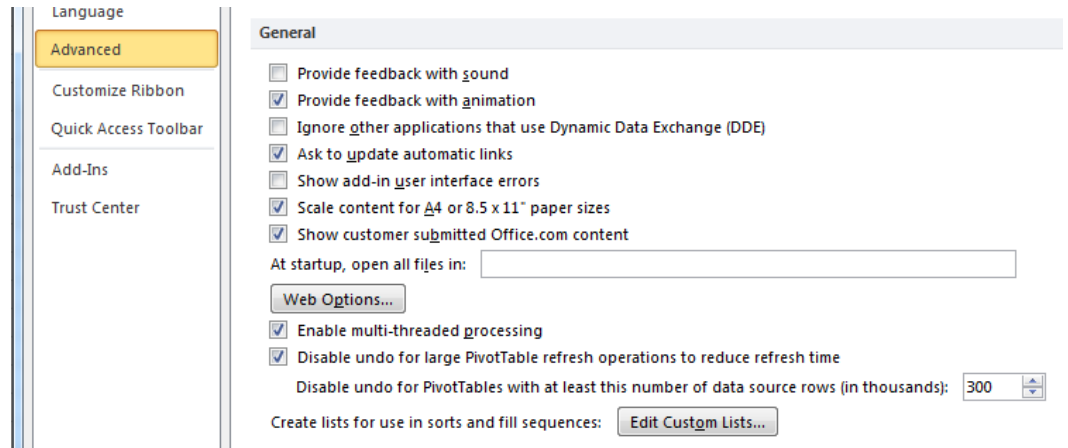 Language
Advanced
Customize Ribbon
Quick Access Toolbar
Add-Ins
Trust Center
General
Provide feedback with sound
Provide feedback with animation
Ignore other applications that use Dynamic Data Exchange (DDE)
Ask to update automatic links
Show add-in user interface errors
Scale content for A4 or 8.5 x 11" paper sizes
Show customer submitted Office.com content
At startup, open all files in:
Web Options...
Enable multi-threaded processing
Disable undo for large PivotTable refresh operations to reduce refresh time
Disable undo for PivotTables with at least this number of data source rows (in thousands): 300
Create lists for use in sorts and fill sequences: Edit Custom Lists...